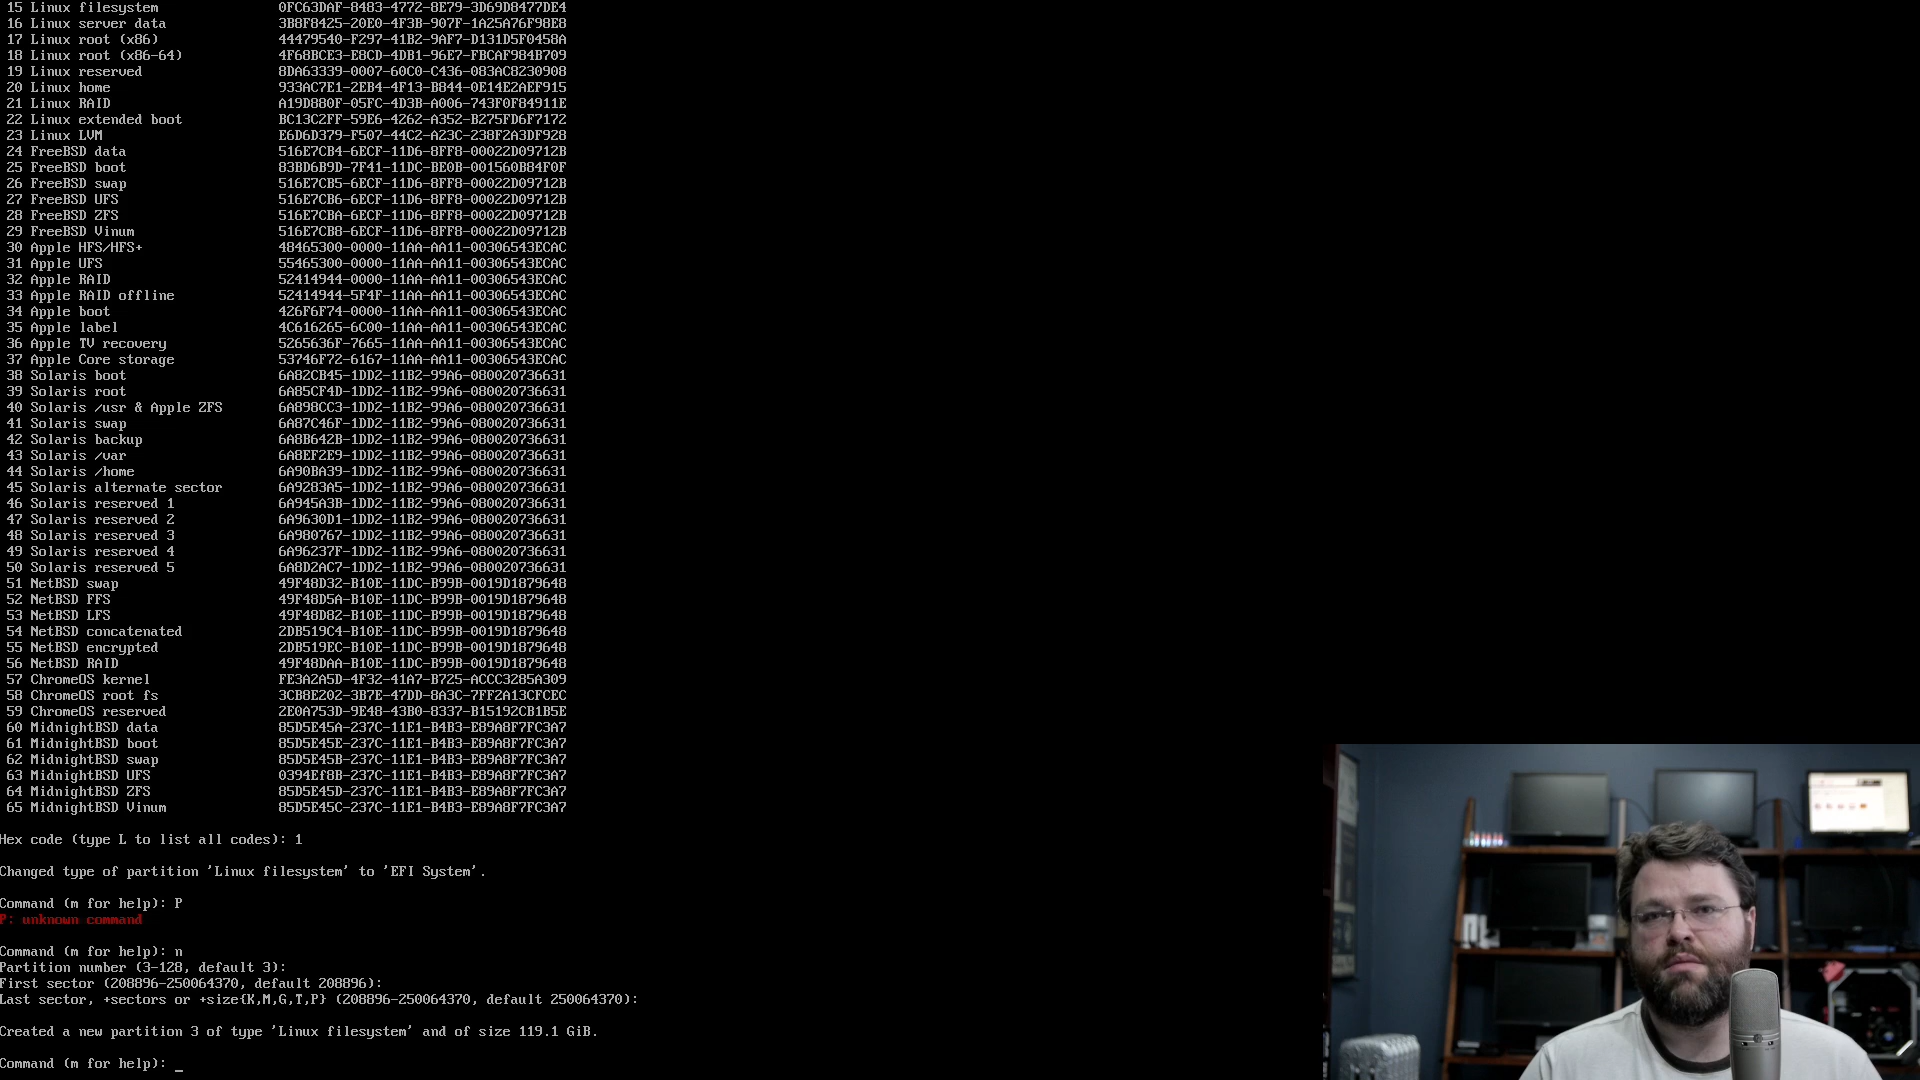 15 Linux filesystem 0FC63DAF-8483-4772-8E79-3D69D8477DE4
16 Linux server data 3B8F8425-20E0-4F3B-907F-1A25A76F98E8
17 Linux root (x86) 44479540-F297-41B2-9AF7-D131D5F0458A
18 Linux root (x86-64) 4F68BCE3-E8CD-4DB1-96E7-FBCAF984B709
19 Linux reserved 8DA63339-0007-60C0-C436-083AC8230908
20 Linux home 933AC7E1-2EB4-4F13-B844-0E14E2AEF915
21 Linux RAID A19D880F-05FC-4D3B-A006-743F0F84911E
22 Linux extended boot BC13C2FF-59E6-4262-A352-B275FD6F7172
23 Linux LVM E6D6D379-F507-44C2-A23C-238F2A3DF928
24 FreeBSD data 516E7CB4-6ECF-11D6-8FF8-00022D09712B
25 FreeBSD boot 83BD6B9D-7F41-11DC-BE0B-001560B84F0F
26 FreeBSD swap 516E7CB5-6ECF-11D6-8FF8-00022D09712B
27 FreeBSD UFS 516E7CB6-6ECF-11D6-8FF8-00022D09712B
28 FreeBSD ZFS 516E7CBA-6ECF-11D6-8FF8-00022D09712B
29 FreeBSD Vinum 516E7CB8-6ECF-11D6-8FF8-00022D09712B
30 Apple HFS/HFS+ 48465300-0000-11AA-AA11-00306543ECAC
31 Apple UFS 55465300-0000-11AA-AA11-00306543ECAC
32 Apple RAID 52414944-0000-11AA-AA11-00306543ECAC
33 Apple RAID offline 52414944-5F4F-11AA-AA11-00306543ECAC
34 Apple boot 426F6F74-0000-11AA-AA11-00306543ECAC
35 Apple label 4C616265-6C00-11AA-AA11-00306543ECAC
36 Apple TV recovery 5265636F-7665-11AA-AA11-00306543ECAC
37 Apple Core storage 53746F72-6167-11AA-AA11-00306543ECAC
38 Solaris boot 6A82CB45-1DD2-11B2-99A6-080020736631
39 Solaris root 6A85CF4D-1DD2-11B2-99A6-080020736631
40 Solaris /usr & Apple ZFS 6A898CC3-1DD2-11B2-99A6-080020736631
41 Solaris swap 6A87C46F-1DD2-11B2-99A6-080020736631
42 Solaris backup 6A8B642B-1DD2-11B2-99A6-080020736631
43 Solaris /var 6A8EF2E9-1DD2-11B2-99A6-080020736631
44 Solaris /home 6A90BA39-1DD2-11B2-99A6-080020736631
45 Solaris alternate sector 6A9283A5-1DD2-11B2-99A6-080020736631
46 Solaris reserved 1 6A945A3B-1DD2-11B2-99A6-080020736631
47 Solaris reserved 2 6A9630D1-1DD2-11B2-99A6-080020736631
48 Solaris reserved 3 6A980767-1DD2-11B2-99A6-080020736631
49 Solaris reserved 4 6A96237F-1DD2-11B2-99A6-080020736631
50 Solaris reserved 5 6A8D2AC7-1DD2-11B2-99A6-080020736631
51 NetBSD swap 49F48D32-B10E-11DC-B99B-0019D1879648
52 NetBSD FFS 49F48D5A-B10E-11DC-B99B-0019D1879648
53 NetBSD LFS 49F48D82-B10E-11DC-B99B-0019D1879648
54 NetBSD concatenated 2DB519C4-B10E-11DC-B99B-0019D1879648
55 NetBSD encrypted 2DB519EC-B10E-11DC-B99B-0019D1879648
56 NetBSD RAID 49F48DAA-B10E-11DC-B99B-0019D1879648
57 ChromeOS kernel FE3A2A5D-4F32-41A7-B725-ACCC3285A309
58 ChromeOS root fs 3CB8E202-3B7E-47DD-8A3C-7FF2A13CFCEC
59 ChromeOS reserved 2E0A753D-9E48-43B0-8337-B15192CB1B5E
60 MidnightBSD data 85D5E45A-237C-11E1-B4B3-E89A8F7FC3A7
61 MidnightBSD boot 85D5E45E-237C-11E1-B4B3-E89A8F7FC3A7
62 MidnightBSD swap 85D5E45B-237C-11E1-B4B3-E89A8F7FC3A7
63 MidnightBSD UFS 0394Ef8B-237C-11E1-B4B3-E89A8F7FC3A7
64 MidnightBSD ZFS 85D5E45D-237C-11E1-B4B3-E89A8F7FC3A7
65 MidnightBSD Vinum 85D5E45C-237C-11E1-B4B3-E89A8F7FC3A7
Hex code (type L to list all codes): 1
Changed type of partition 'Linux filesystem' to 'EFI System'.
Command (m for help): P
P: unknown command
Command (m for help): n
Partition number (3-128, default 3):
First sector (208896-250064370, default 208896):
Last sector, +sectors or +size{K,M,G,T,P} (208896-250064370, default 250064370):
Created a new partition 3 of type 'Linux filesystem' and of size 119.1 GiB.
Command (m for help): _